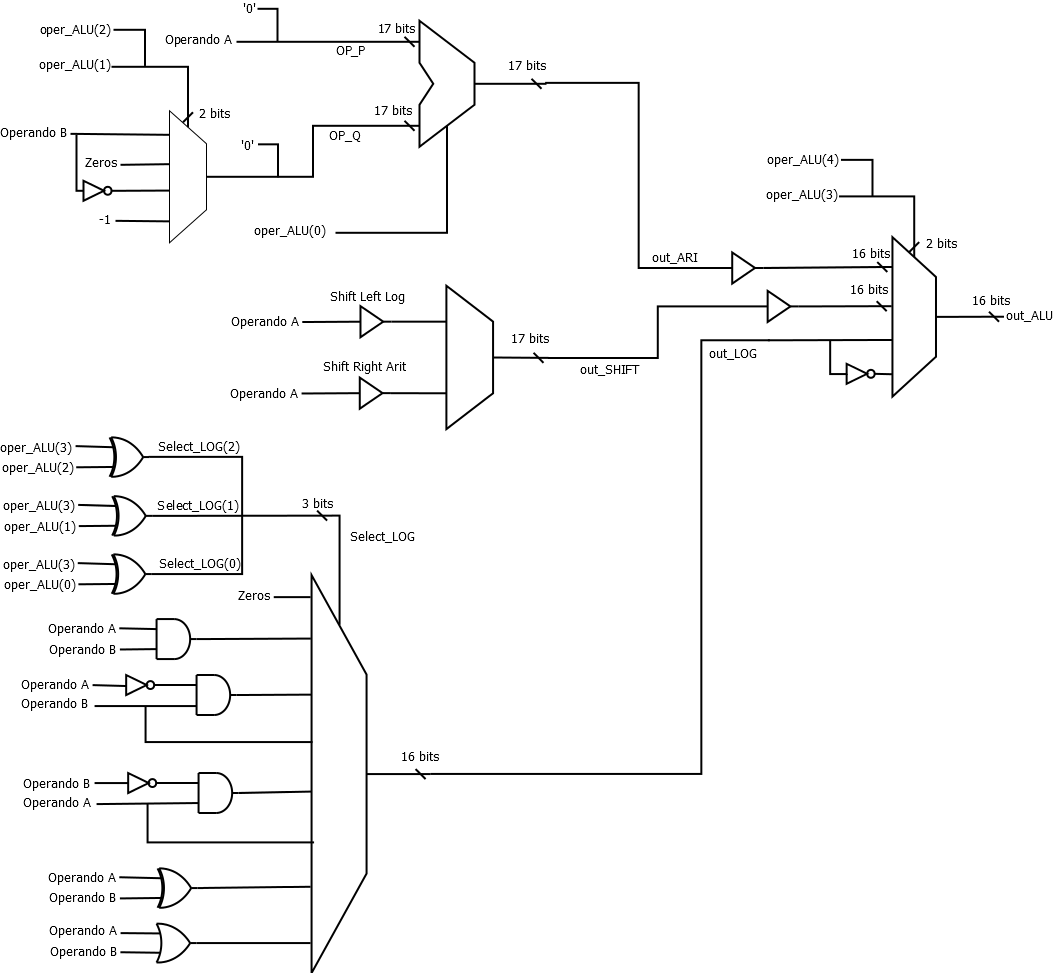 '0'
oper_ALU(2)
17 bits
Operando A
OP_P
oper_ALU(1)
17 bits
2 bits
17 bits
Operando B
OP_Q
'0'
Zeros
oper_ALU(4)
oper_ALU(3)
-1
oper_ALU(0)
2 bits
out_ARI
16 bits
16 bits
Shift Left Log
16 bits
Operando A
out_ALU
17 bits
out_LOG
Shift Right Arit
out_SHIFT
Operando A
oper_ALU(3)
Select_LOG(2)
oper_ALU(2)
oper_ALU(3)
Select_LOG(1)
3 bits
oper_ALU(1)
Select_LOG
oper_ALU(3)
Select_LOG(0)
oper_ALU(0)
Zeros
Operando A
Operando B
Operando A
Operando B
16 bits
Operando B
Operando A
Operando A
Operando B
Operando A
Operando B